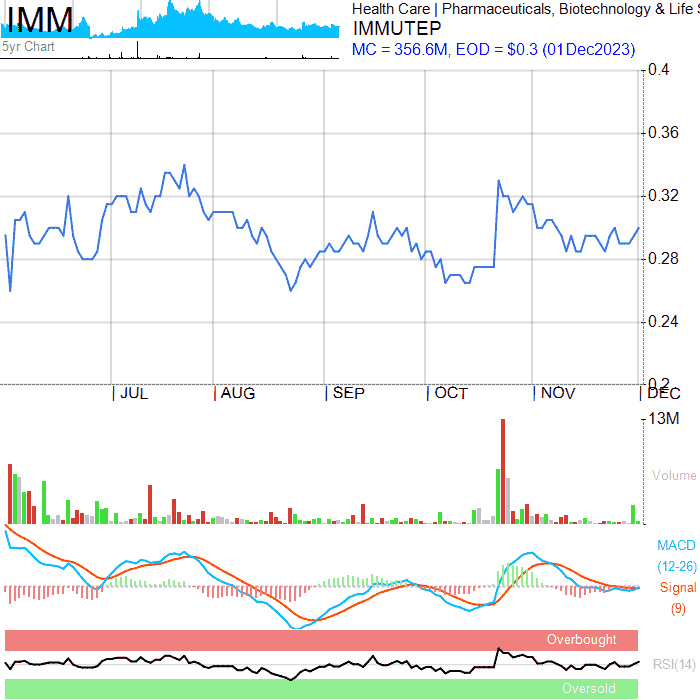 IMM
5yr Chart
Health Care | Pharmaceuticals, Biotechnology & Life S
IMMUTEP
MC = 356.6M, EOD = $0.3 (01Dec2023)
0.4
0.36
0.32
0.28
0.24
0.2
| JUL | AUG | SEP | OCT | NOV | DEC
13M
Volume
MACD
(12-26)
Signal
(9)
Overbought
RSI(14)
Oversold